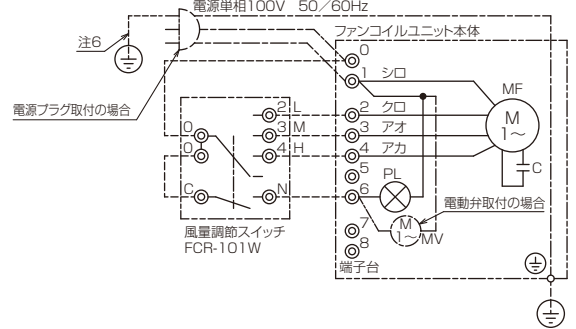 電源単相100V 50／60Hz
注6
ファンコイルユニット本体
0
1 シロ
MF
電源プラグ取付の場合
2 L
2 クロ
M
1～
0
3 M
3 アオ
0
4 H
4 アカ
C
5
PL
C
N
6
電動弁取付の場合
7
M
1～
MV
8
風量調節スイッチ
FCR-101W
端子台